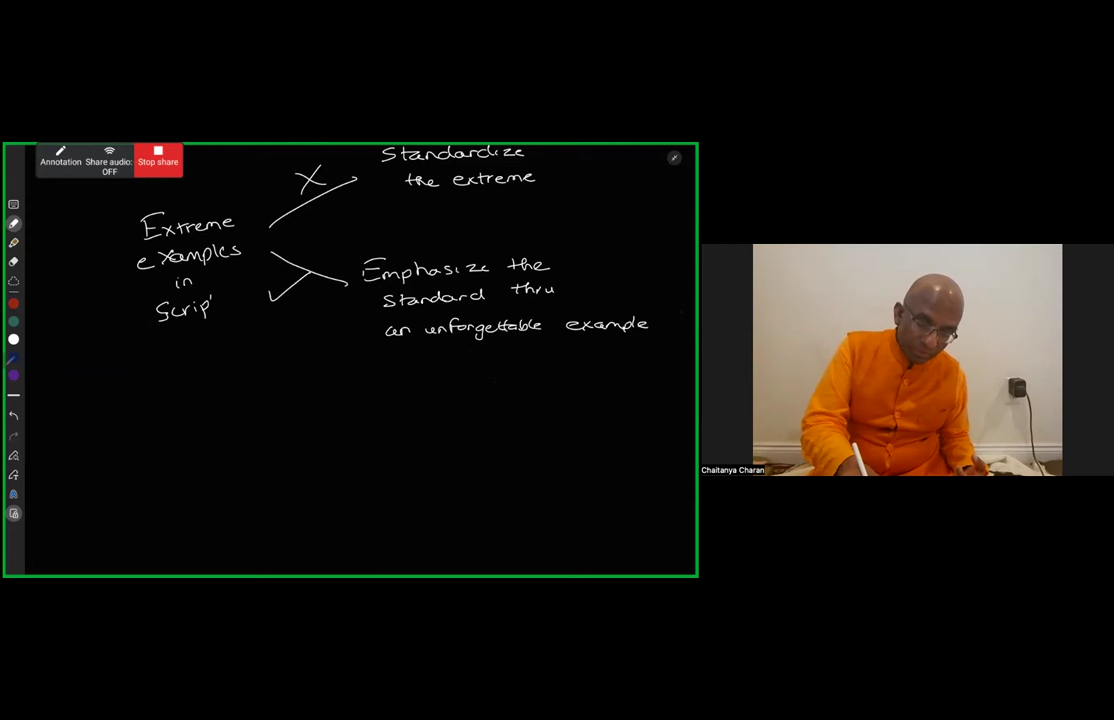 Annotation
Share audio:
OFF
Stop share
Standardize
the extreme
Extreme
examples
in
Scrip'
Emphasize the
Standard thru
an unforgettable example
Chaitanya Charan